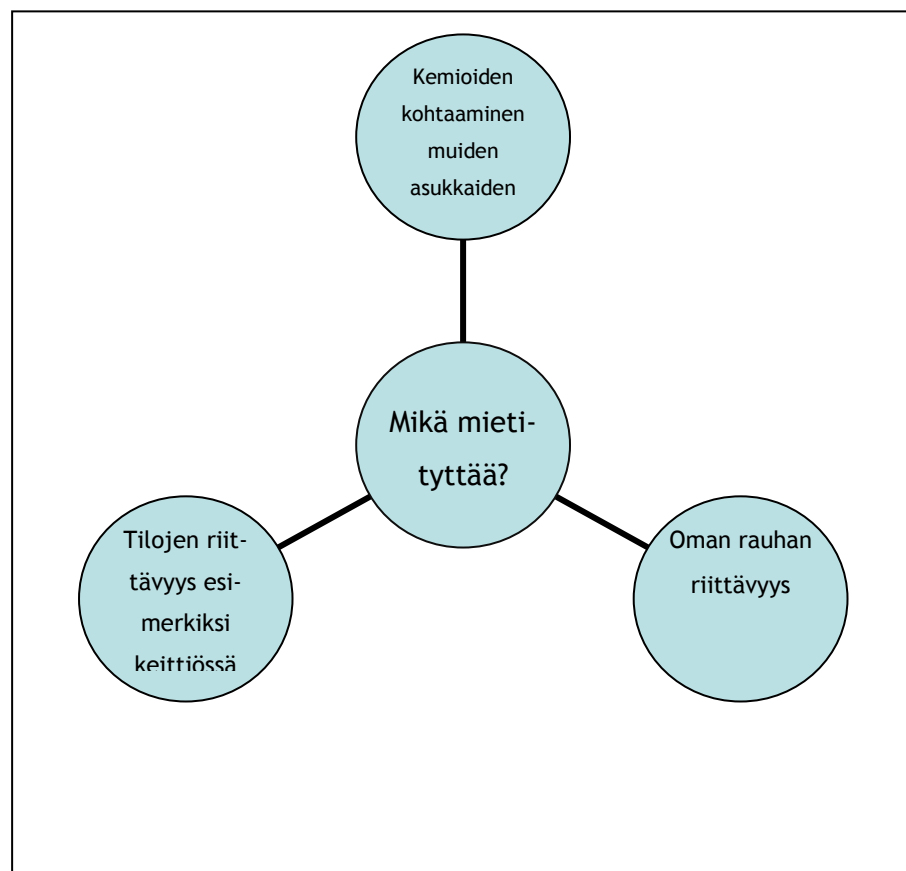 Kemioiden
kohtaaminen
muiden
asukkaiden
Mikä mieti-
tyttää?
Tilojen riit-
tävyys esi-
merkiksi
keittiössä
Oman rauhan
riittävyys